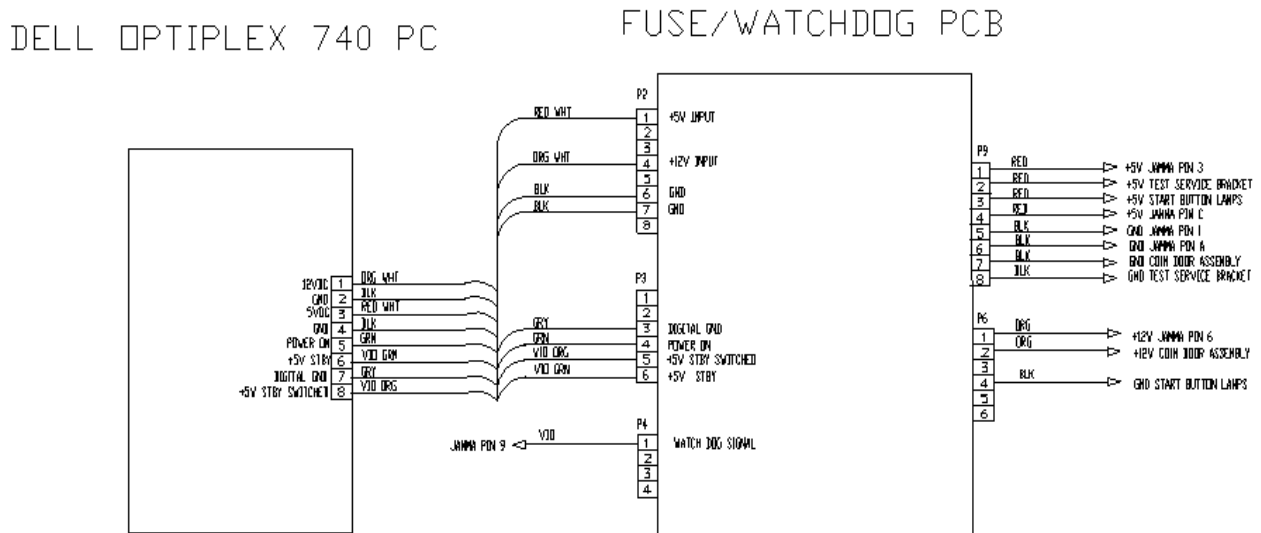 DELL OPTIPLEX 740 PC
FUSE/WATCHDOG PCB
P2
RED WHT 1 +5V INPUT
2
3
ORG WHT 4 +12V INPUT
5
BLK 6 GND
BLK 7 GND
8
P9
RED 1 +5V JAMMA PIN 3
RED 2 +5V TEST SERVICE BRACKET
RED 3 +5V START BUTTON LAMPS
RED 4 +5V JAMMA PIN C
BLK 5 GND JAMMA PIN 1
BLK 6 GND JAMMA PIN A
BLK 7 GND COIN DOOR ASSEMBLY
BLK 8 GND TEST SERVICE BRACKET
12VDC 1 ORG WHT
GND 2 BLK
5VDC 3 RED WHT
GND 4 BLK
POWER ON 5 GRN
+5V STBY 6 VIO GRN
DIGITAL GND 7 GRY
+5V STBY SWITCHED 8 VIO ORG
P3
1
2
GRY 3 DIGITAL GND
GRN 4 POWER ON
VIO ORG 5 +5V STBY SWITCHED
VIO GRN 6 +5V STBY
P6
ORG 1 +12V JAMMA PIN 6
ORG 2 +12V COIN DOOR ASSEMBLY
3
BLK 4 GND START BUTTON LAMPS
5
6
P4
JAMMA PIN 9 VIO 1 WATCH DOG SIGNAL
2
3
4